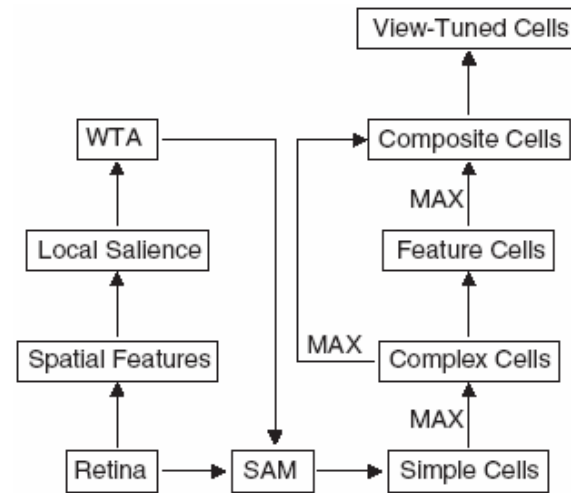 View-Tuned Cells
WTA
Composite Cells
MAX
Local Salience
Feature Cells
MAX
Spatial Features
Complex Cells
MAX
Retina
SAM
Simple Cells